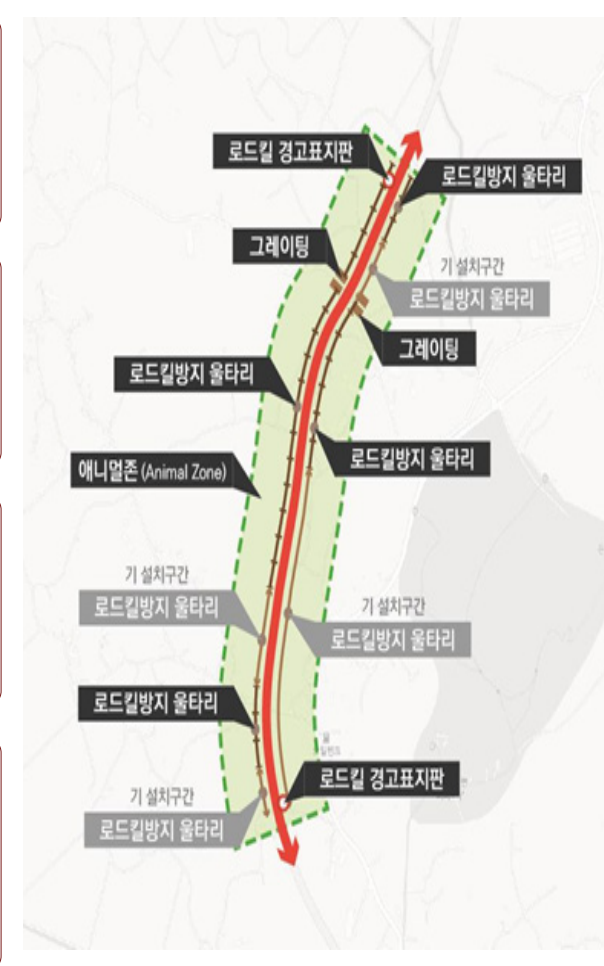 로드킬 경고표지판
로드킬방지 울타리
그레이팅
기 설치구간
로드킬방지 울타리
그레이팅
로드킬방지 울타리
로드킬방지 울타리
애니멀존 (Animal Zone)
기 설치구간
로드킬방지 울타리
기 설치구간
로드킬방지 울타리
로드킬방지 울타리
로드킬 경고표지판
기 설치구간
로드킬방지 울타리